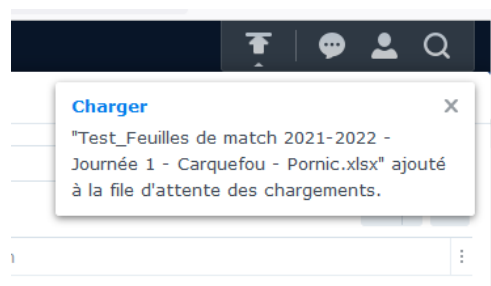 Charger
"Test_Feuilles de match 2021-2022 -
Journée 1 - Carquefou - Pornic.xlsx" ajouté
à la file d'attente des chargements.